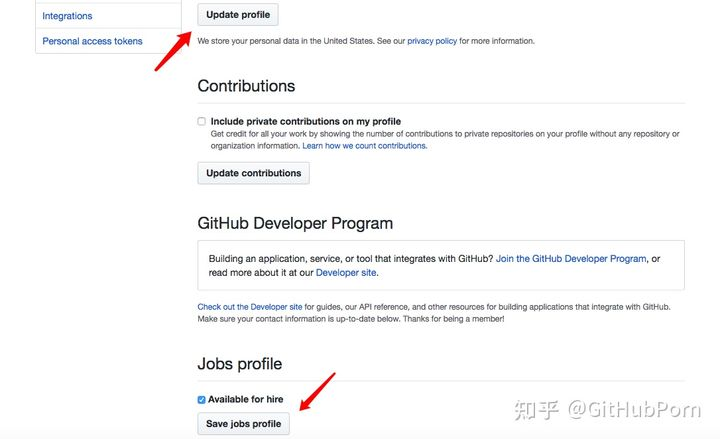 Integrations
Personal access tokens
Update profile
We store your personal data in the United States. See our privacy policy for more information.
Contributions
Include private contributions on my profile
Get credit for all your work by showing the number of contributions to private repositories on your profile without any repository or
organization information. Learn how we count contributions.
Update contributions
GitHub Developer Program
Building an application, service, or tool that integrates with GitHub? Join the GitHub Developer Program, or
read more about it at our Developer site.
Check out the Developer site for guides, our API reference, and other resources for building applications that integrate with GitHub.
Make sure your contact information is up-to-date below. Thanks for being a member!
Jobs profile
Available for hire
Save jobs profile
知乎 @GitHubPorn